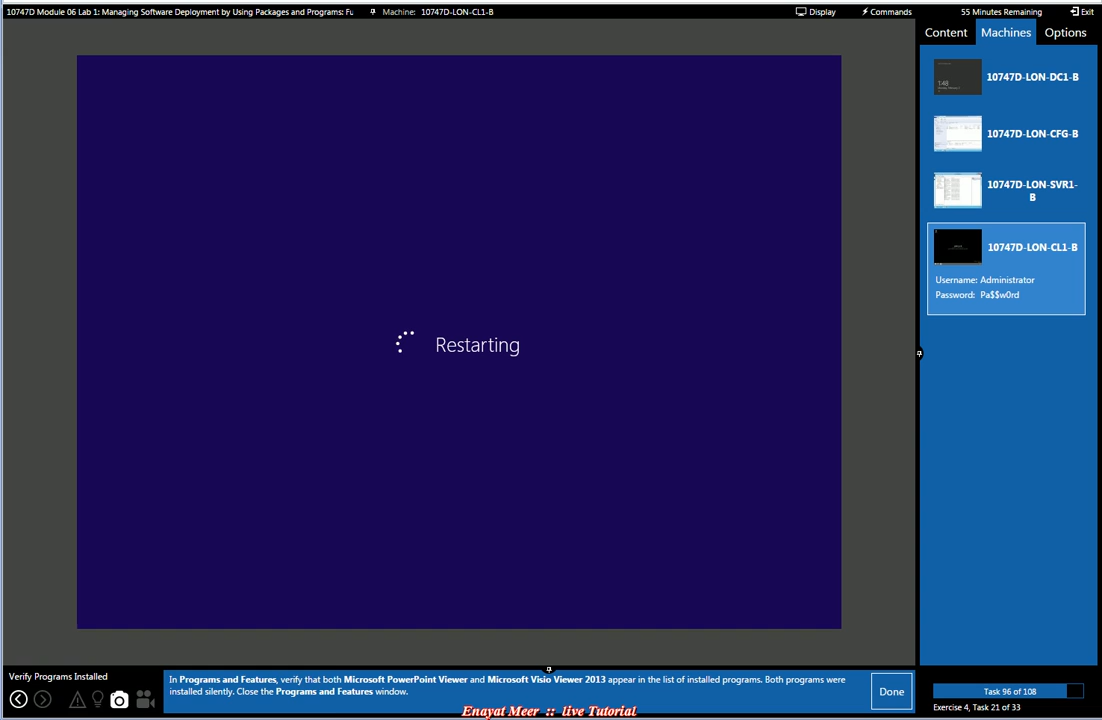 10747D Module 06 Lab 1: Managing Software Deployment by Using Packages and Programs: Fu
Machine: 10747D-LON-CL1-B
Display
Commands
55 Minutes Remaining
Exit
Content Machines Options
10747D-LON-DC1-B
1:48
10747D-LON-CFG-B
10747D-LON-SVR1-
B
10747D-LON-CL1-B
Username: Administrator
Password: Pa$$w0rd
Restarting
Verify Programs Installed
In Programs and Features, verify that both Microsoft PowerPoint Viewer and Microsoft Visio Viewer 2013 appear in the list of installed programs. Both programs were
installed silently. Close the Programs and Features window.
Done
Task 96 of 108
Exercise 4, Task 21 of 33
Enayat Meer :: live Tutorial